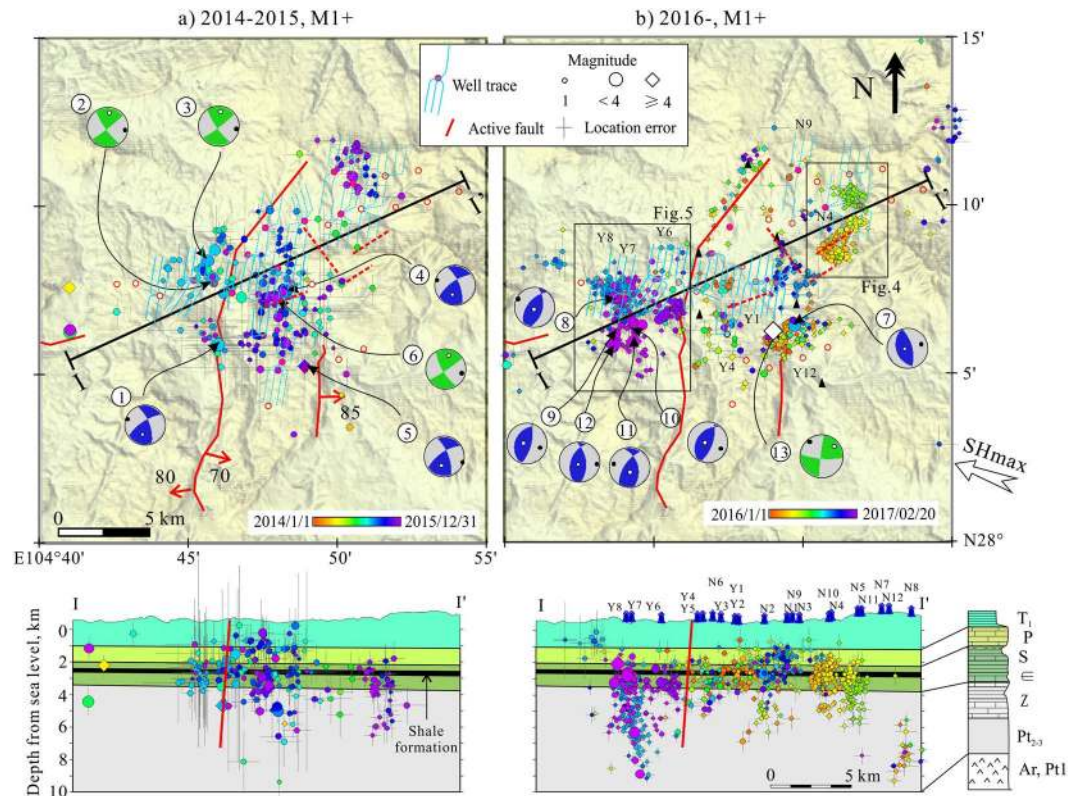 a) 2014-2015, M1+
b) 2016-, M1+
15'
Well trace
Magnitude
1 < 4 ⩾ 4
Active fault
Location error
N
2
3
N9
10'
I'
I'
Fig.5
N4
Y8
Y7
Y6
Fig.4
4
8
7
Y1
6
1
Y4
Y12
I
I
5'
85
5
9
12
11
10
13
80
70
SHmax
2014/1/1 2015/12/31
2016/1/1 2017/02/20
0 5 km
E104°40' 45' 50' 55'
N28°
I I'
I I'
Y8 Y7 Y6 Y4 Y5 N6 Y3 Y1 Y2 N2 N9 N1 N3 N10 N4 N5 N11 N7 N12 N8
Depth from sea level, km
0
2
4
6
8
10
Shale formation
0 5 km
T1
P
S
∈
Z
Pt2-3
Ar, Pt1